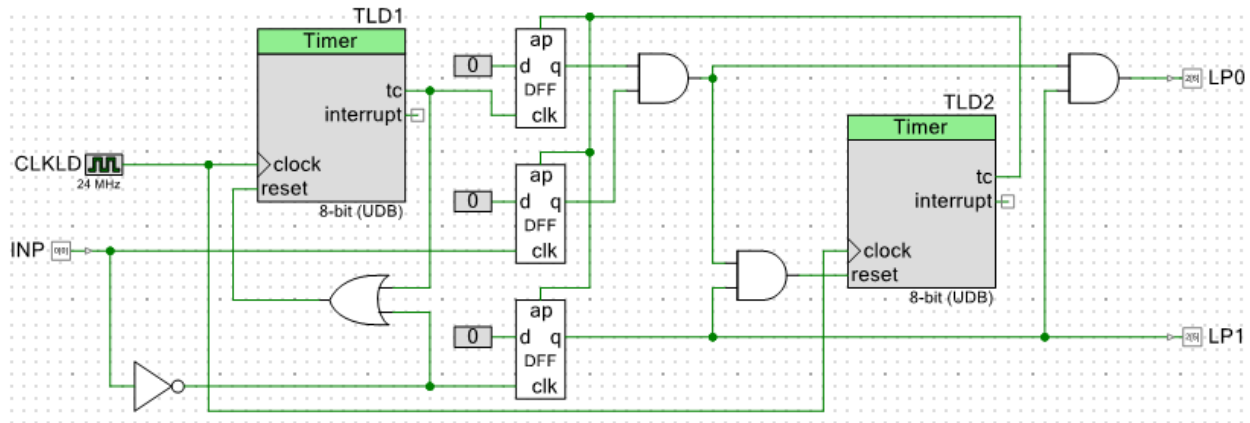 TLD1
Timer
tc
interrupt
clock
reset
8-bit (UDB)
CLKLD
24 MHz
INP
0
ap
d
q
DFF
clk
0
ap
d
q
DFF
clk
0
ap
d
q
DFF
clk
TLD2
Timer
tc
interrupt
clock
reset
8-bit (UDB)
LP0
LP1